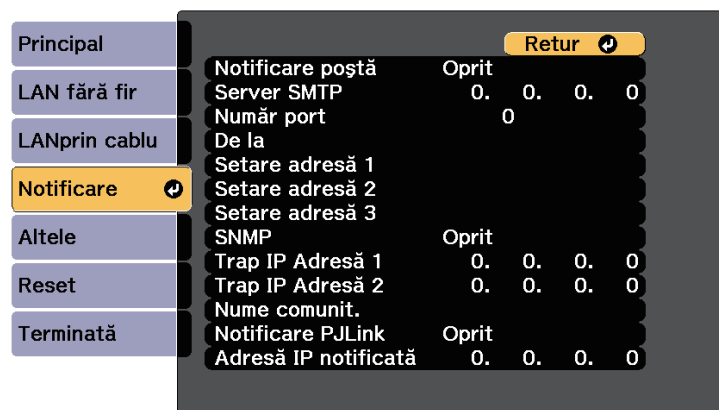 Principal
LAN fără fir
LANprin cablu
Notificare
Altele
Reset
Terminată
Retur
Notificare poştă Oprit
Server SMTP 0. 0. 0. 0
Număr port 0
De la
Setare adresă 1
Setare adresă 2
Setare adresă 3
SNMP Oprit
Trap IP Adresă 1 0. 0. 0. 0
Trap IP Adresă 2 0. 0. 0. 0
Nume comunit.
Notificare PJLink Oprit
Adresă IP notificată 0. 0. 0. 0